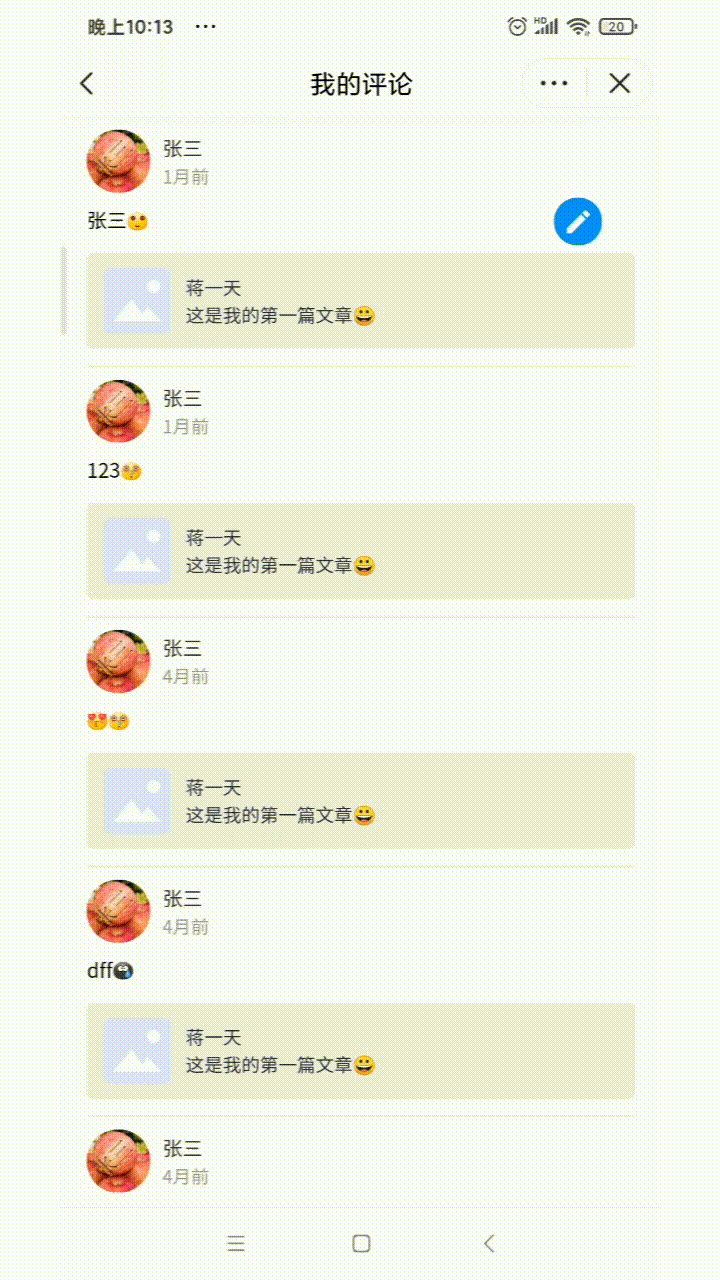 晚上10:13 ... HD 20
我的评论
张三
1月前
张三
蒋一天
这是我的第一篇文章😀
张三
1月前
123
蒋一天
这是我的第一篇文章😀
张三
4月前
蒋一天
这是我的第一篇文章😀
张三
4月前
dff
蒋一天
这是我的第一篇文章😀
张三
4月前